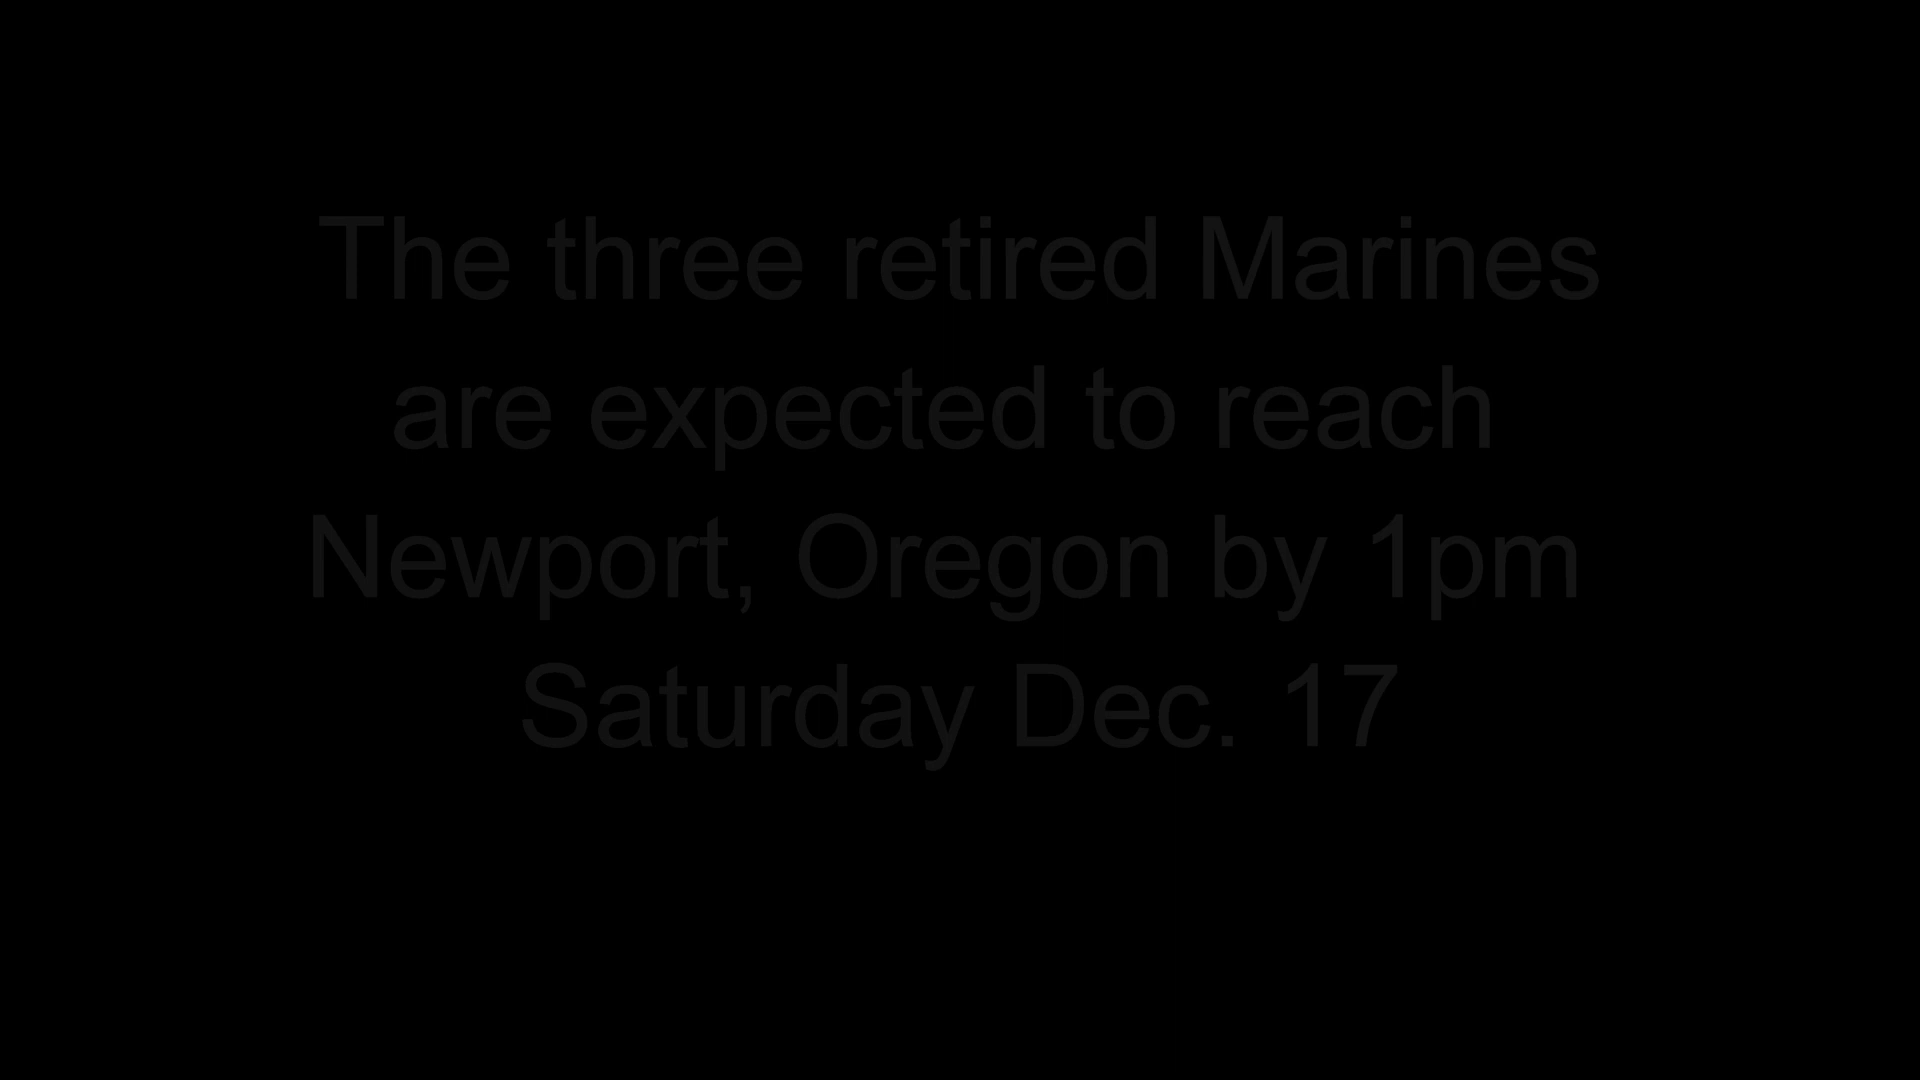 The three retired Marines
are expected to reach
Newport, Oregon by 1pm
Saturday Dec. 17